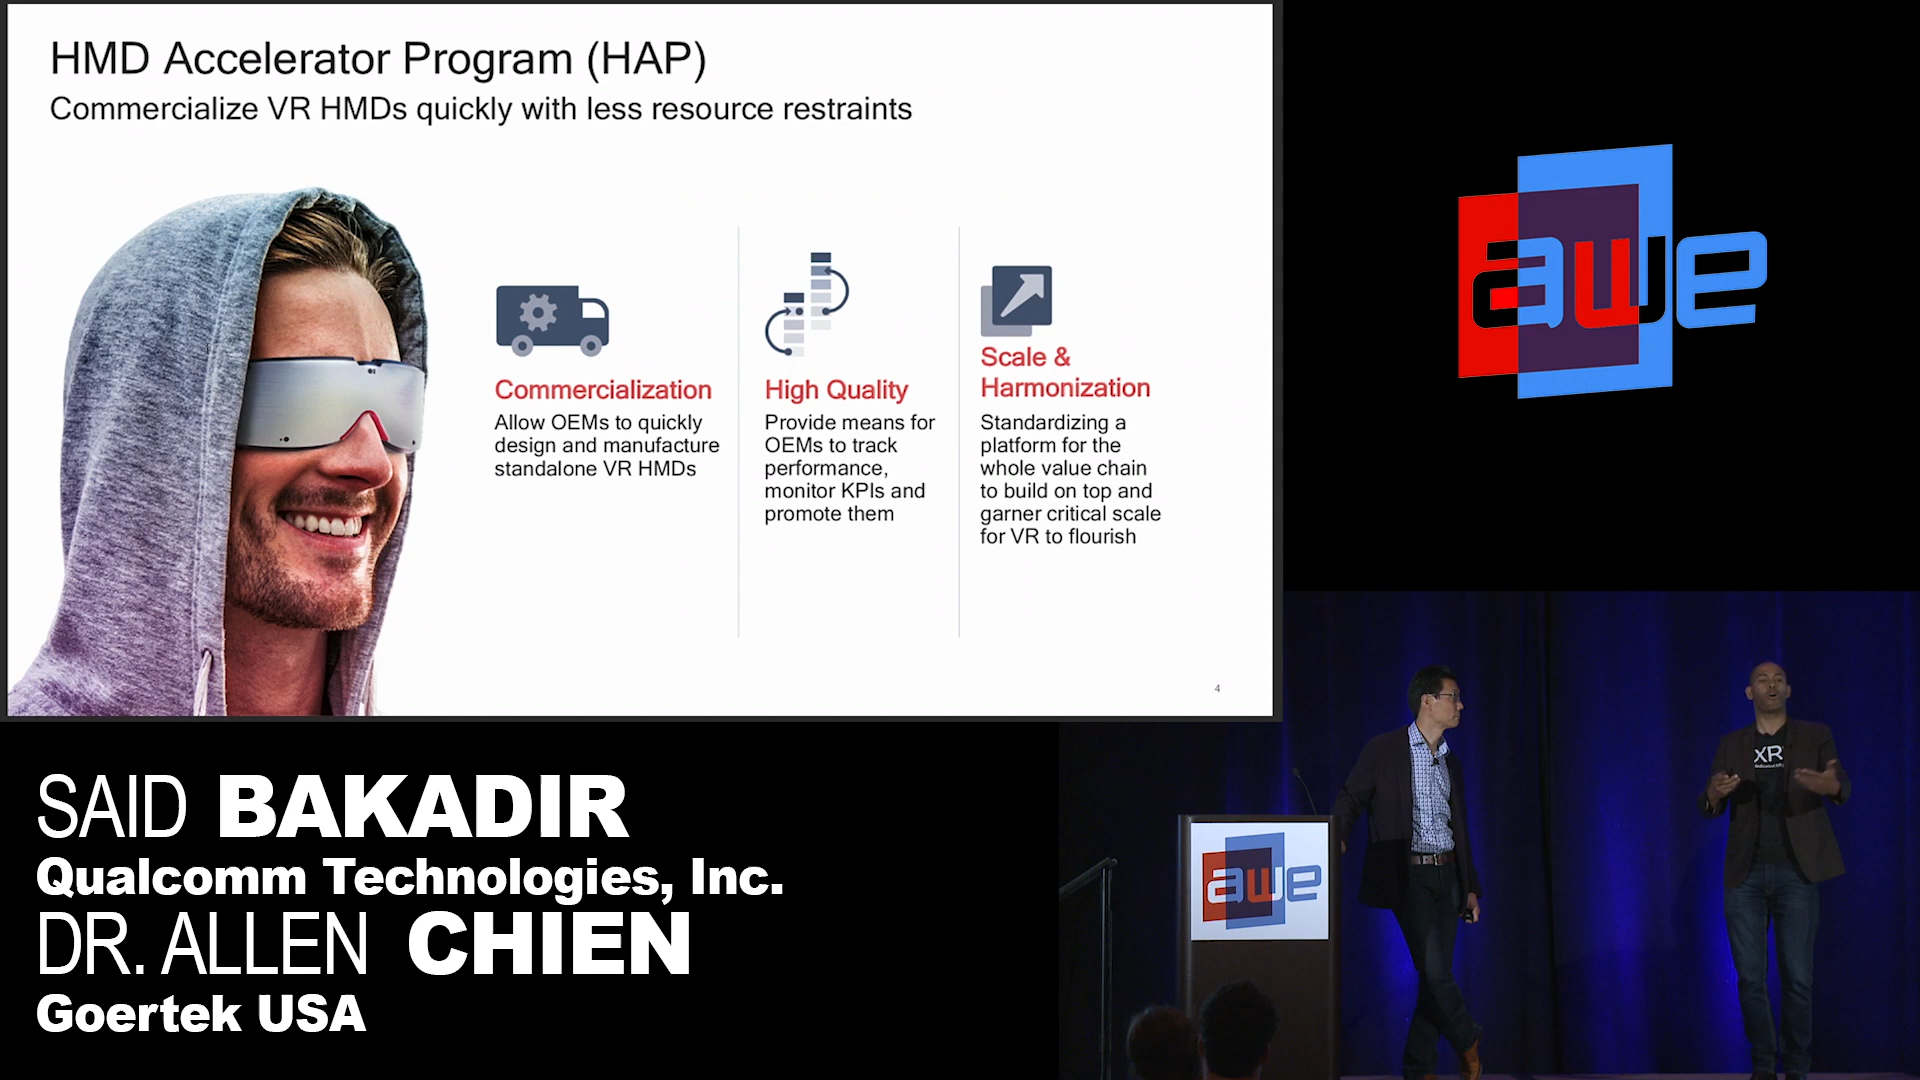 HMD Accelerator Program (HAP)
Commercialize VR HMDs quickly with less resource restraints
Commercialization
Allow OEMs to quickly
design and manufacture
standalone VR HMDs
High Quality
Provide means for
OEMs to track
performance,
monitor KPIs and
promote them
Scale &
Harmonization
Standardizing a
platform for the
whole value chain
to build on top and
garner critical scale
for VR to flourish
4
awe
SAID BAKADIR
Qualcomm Technologies, Inc.
DR. ALLEN CHIEN
Goertek USA
awe
XR